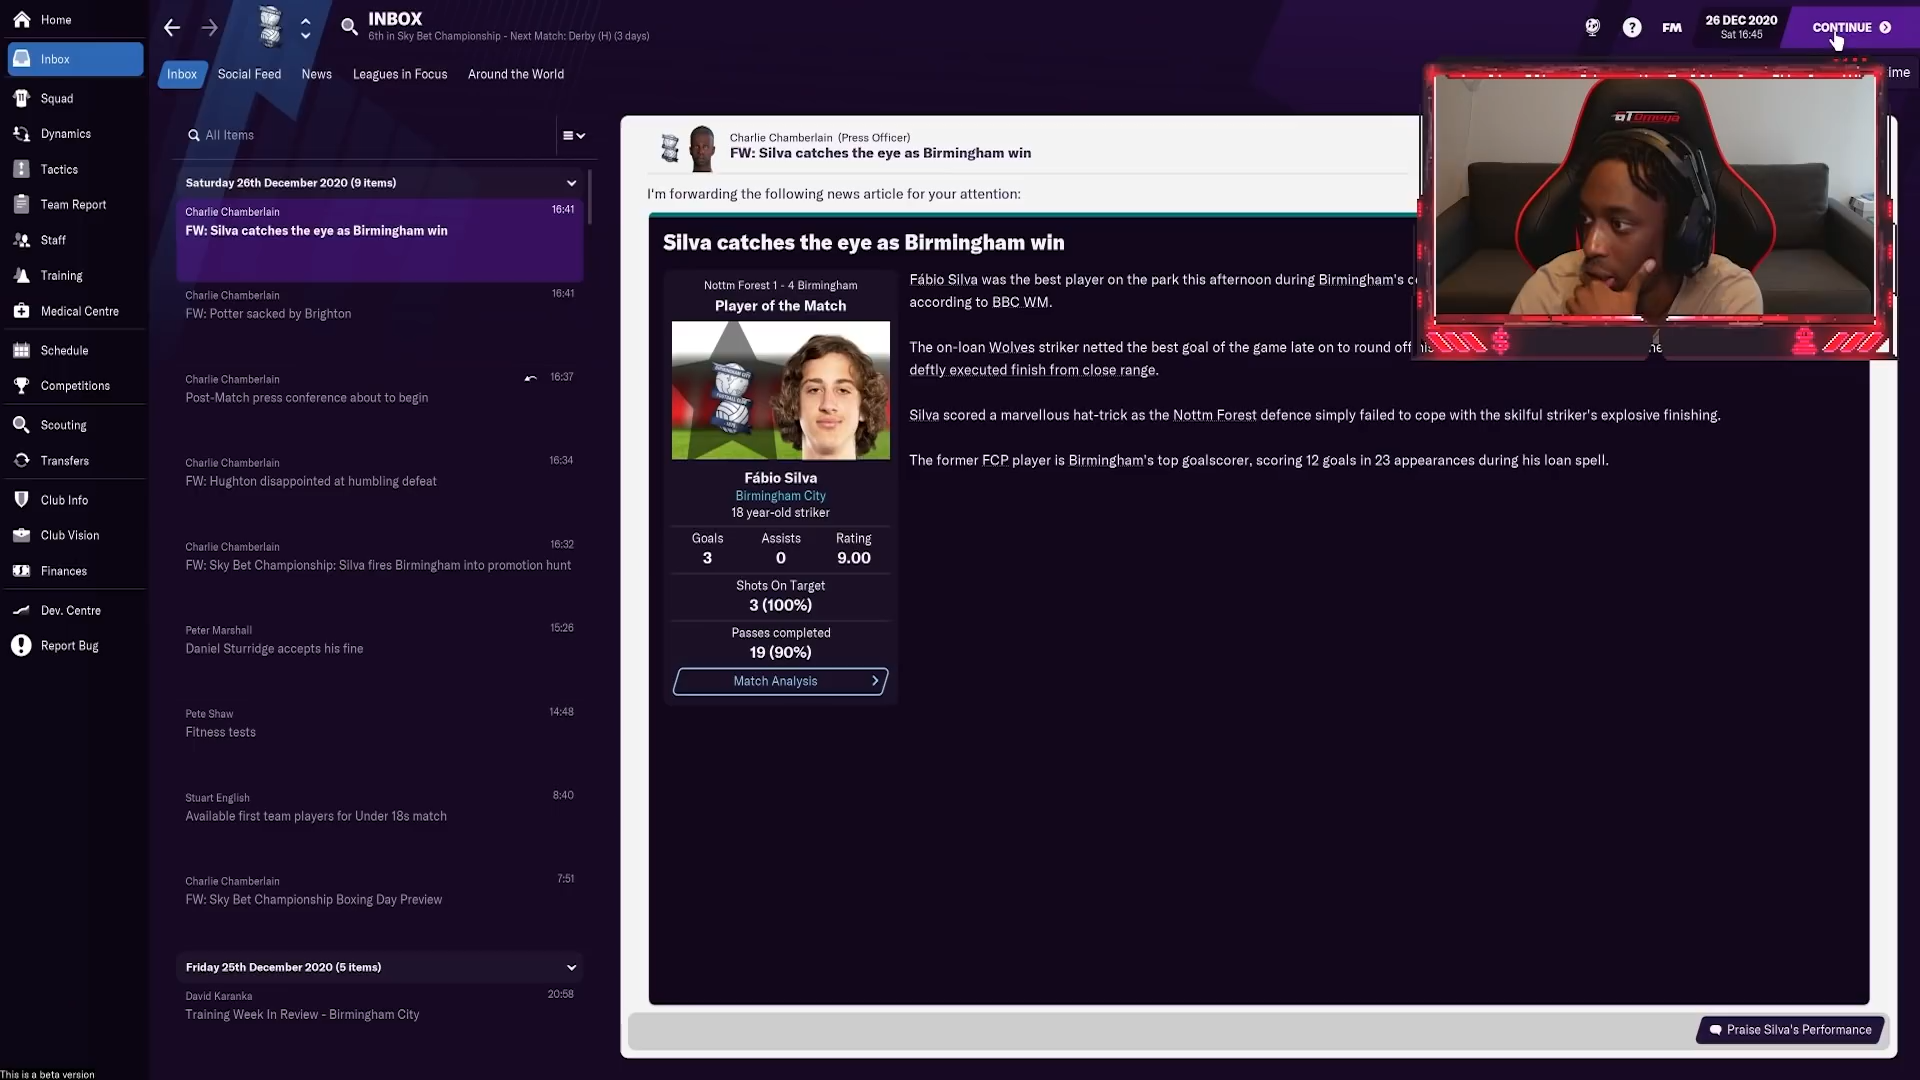 Home
INBOX
6th in Sky Bet Championship - Next Match: Derby (H) (3 days)
FM
26 DEC 2020
Sat 16:45
CONTINUE
Inbox
Squad
Dynamics
Tactics
Team Report
Staff
Training
Medical Centre
Schedule
Competitions
Scouting
Transfers
Club Info
Club Vision
Finances
Dev. Centre
Report Bug
This is a beta version
Inbox
Social Feed
News
Leagues in Focus
Around the World
All Items
Saturday 26th December 2020 (9 items)
Charlie Chamberlain 16:41
FW: Silva catches the eye as Birmingham win
Charlie Chamberlain 16:41
FW: Potter sacked by Brighton
Charlie Chamberlain 16:37
Post-Match press conference about to begin
Charlie Chamberlain 16:34
FW: Hughton disappointed at humbling defeat
Charlie Chamberlain 16:32
FW: Sky Bet Championship: Silva fires Birmingham into promotion hunt
Peter Marshall 15:26
Daniel Sturridge accepts his fine
Pete Shaw 14:48
Fitness tests
Stuart English 8:40
Available first team players for Under 18s match
Charlie Chamberlain 7:51
FW: Sky Bet Championship Boxing Day Preview
Friday 25th December 2020 (5 items)
David Karanka 20:58
Training Week In Review - Birmingham City
Charlie Chamberlain (Press Officer)
FW: Silva catches the eye as Birmingham win
I'm forwarding the following news article for your attention:
Silva catches the eye as Birmingham win
Nottm Forest 1 - 4 Birmingham
Player of the Match
Fábio Silva
Birmingham City
18 year-old striker
Goals Assists Rating
3 0 9.00
Shots On Target
3 (100%)
Passes completed
19 (90%)
Match Analysis
Fábio Silva was the best player on the park this afternoon during Birmingham's
according to BBC WM.
The on-loan Wolves striker netted the best goal of the game late on to round off
deftly executed finish from close range.
Silva scored a marvellous hat-trick as the Nottm Forest defence simply failed to cope with the skilful striker's explosive finishing.
The former FCP player is Birmingham's top goalscorer, scoring 12 goals in 23 appearances during his loan spell.
Praise Silva's Performance
GT Omega